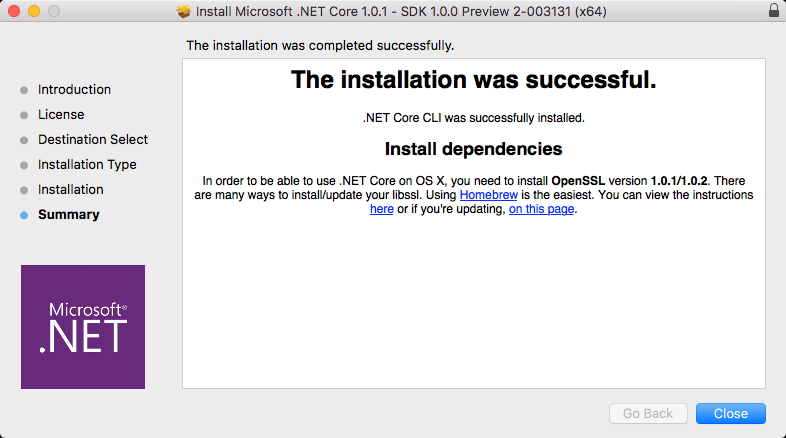 Install Microsoft .NET Core 1.0.1 - SDK 1.0.0 Preview 2-003131 (x64)
The installation was completed successfully.
Introduction
License
Destination Select
Installation Type
Installation
Summary
The installation was successful.
.NET Core CLI was successfully installed.
Install dependencies
In order to be able to use .NET Core on OS X, you need to install OpenSSL version 1.0.1/1.0.2. There
are many ways to install/update your libssl. Using Homebrew is the easiest. You can view the instructions
here or if you're updating, on this page.
Microsoft®
.NET
Go Back
Close